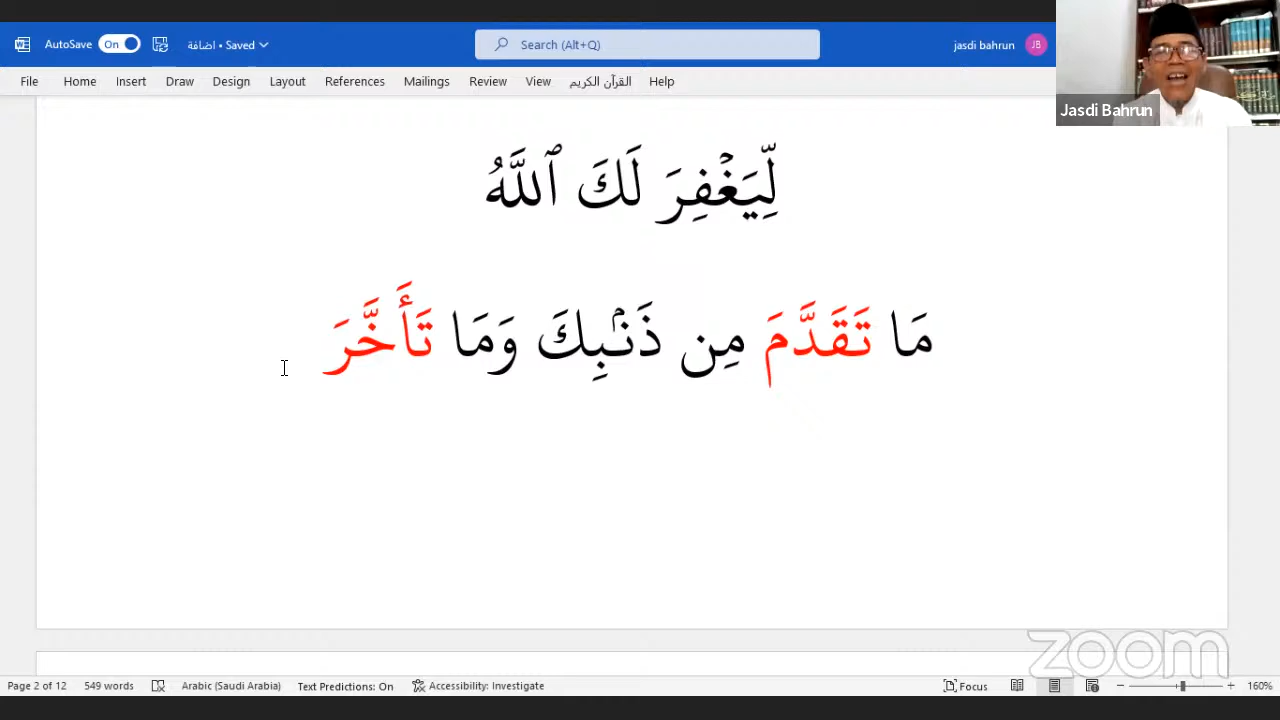 AutoSave On اضافة • Saved Search (Alt+Q) jasdi bahrun JB
File Home Insert Draw Design Layout References Mailings Review View القرآن الكريم Help
Jasdi Bahrun
لِّيَغْفِرَ لَكَ ٱللَّهُ
مَا تَقَدَّمَ مِن ذَنۢبِكَ وَمَا تَأَخَّرَ
zoom
Page 2 of 12 549 words Arabic (Saudi Arabia) Text Predictions: On Accessibility: Investigate Focus 160%